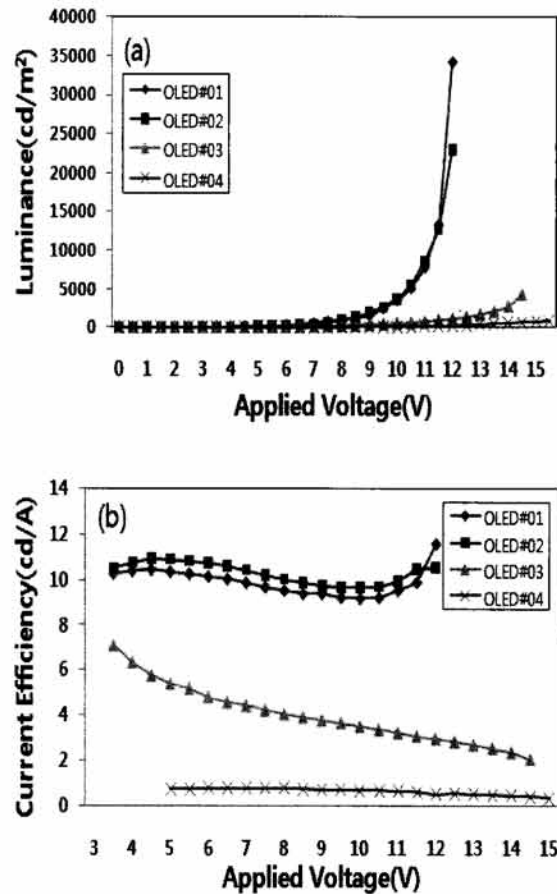 40000
35000
30000
25000
20000
15000
10000
5000
0
Luminance(cd/m²)
(a)
OLED#01
OLED#02
OLED#03
OLED#04
0 1 2 3 4 5 6 7 8 9 10 11 12 13 14 15
Applied Voltage(V)
14
12
10
8
6
4
2
0
Current Efficiency(cd/A)
(b)
OLED#01
OLED#02
OLED#03
OLED#04
3 4 5 6 7 8 9 10 11 12 13 14 15
Applied Voltage(V)